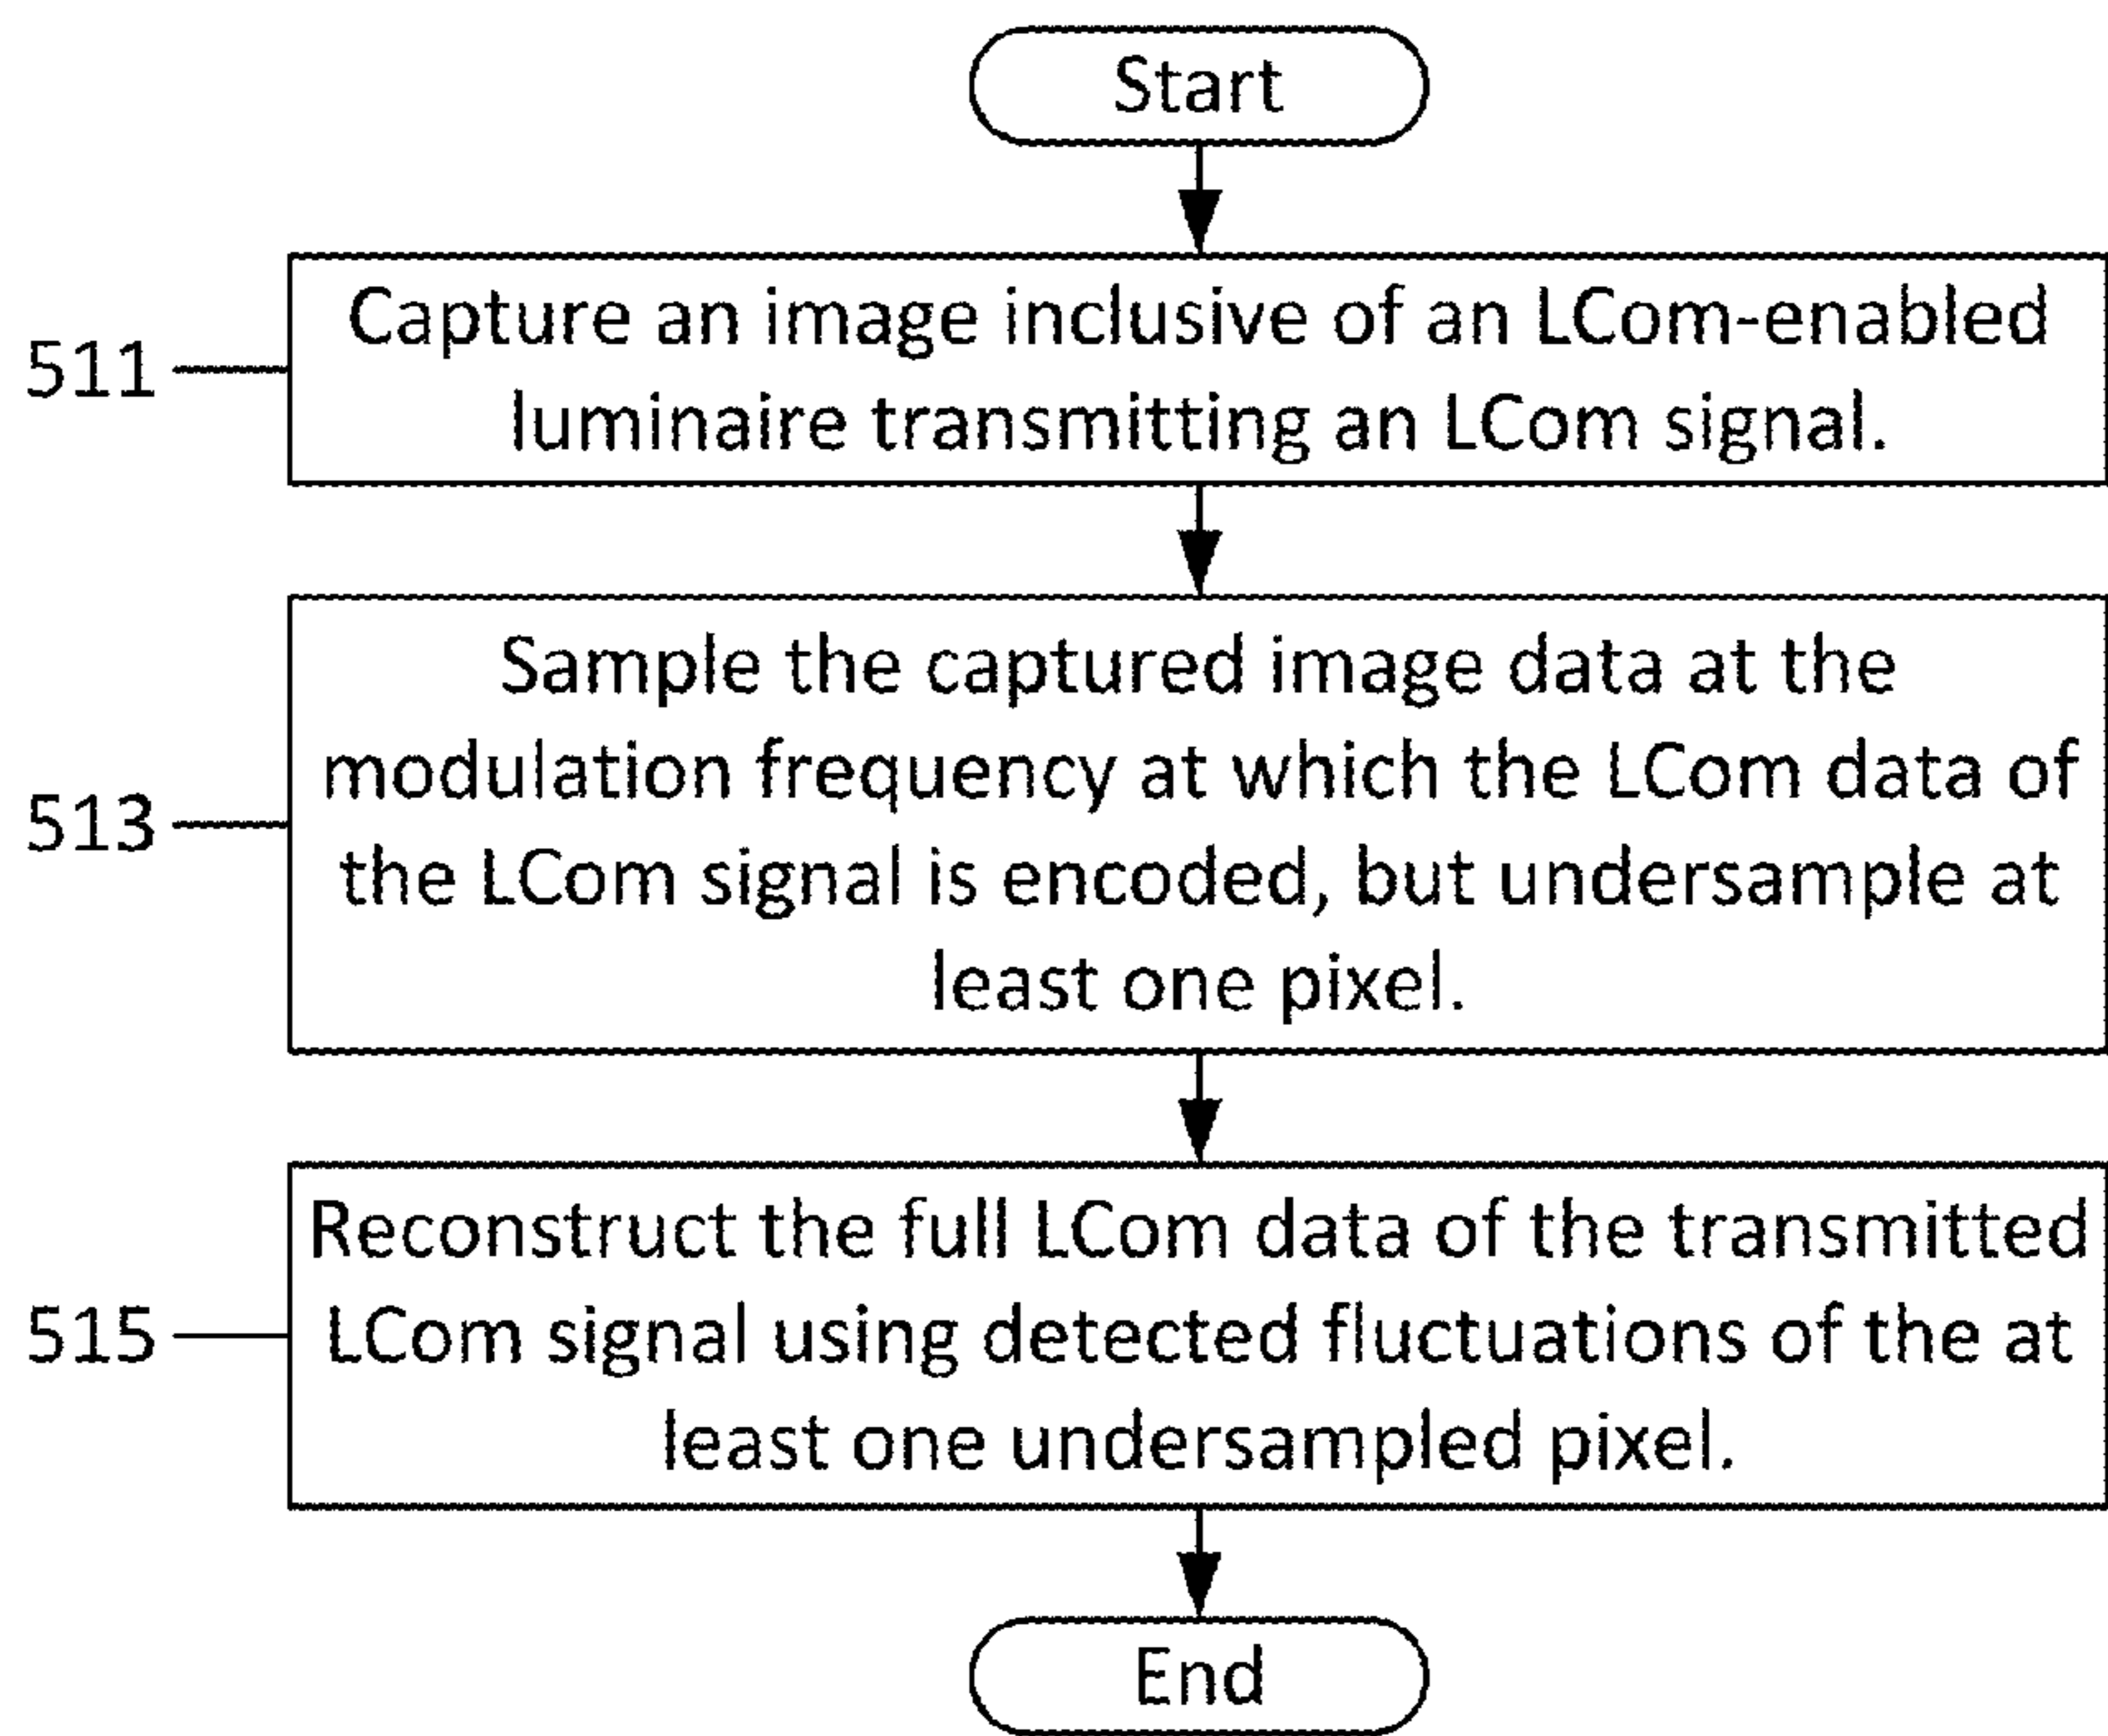 Start
511
Capture an image inclusive of an LCom-enabled
luminaire transmitting an LCom signal.
513
Sample the captured image data at the
modulation frequency at which the LCom data of
the LCom signal is encoded, but undersample at
least one pixel.
515
Reconstruct the full LCom data of the transmitted
LCom signal using detected fluctuations of the at
least one undersampled pixel.
End